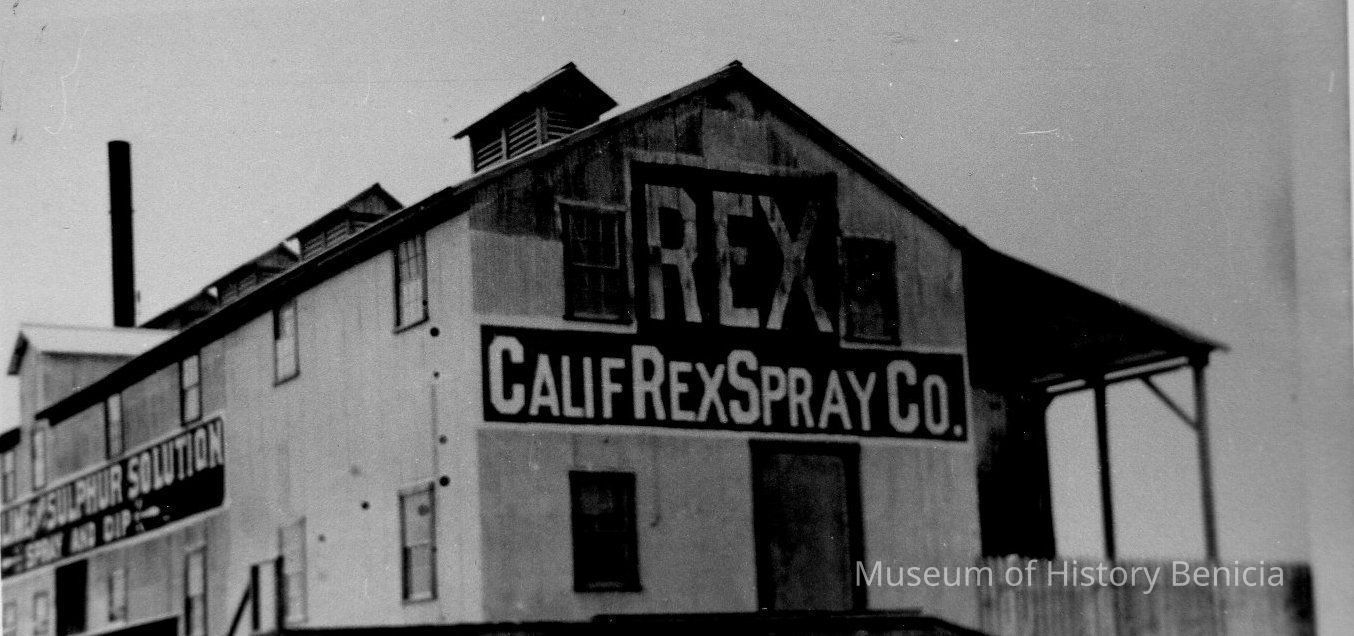 REX
CALIF REX SPRAY CO.
LIME SULPHUR SOLUTION
SPRAY AND DIP
Museum of History Benicia